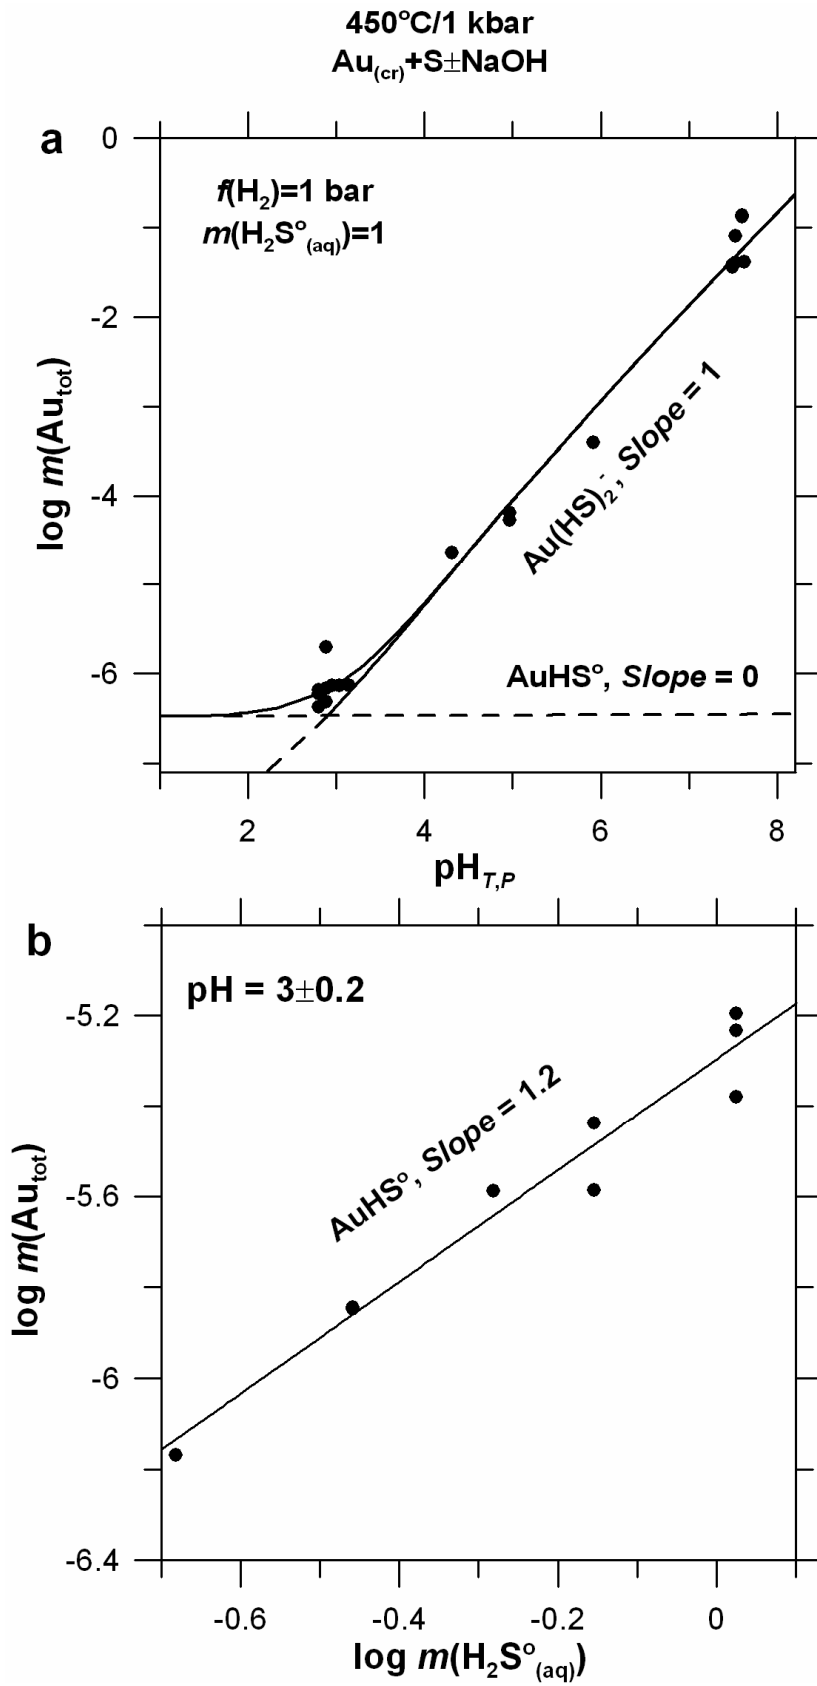 450°C/1 kbar
Au(cr)+S±NaOH
a
f(H2)=1 bar
m(H2S°(aq))=1
log m(Autot)
0
-2
-4
-6
Au(HS)2-, Slope = 1
AuHS°, Slope = 0
2 4 6 8
pHT,P
b
pH = 3±0.2
log m(Autot)
-5.2
-5.6
-6
-6.4
AuHS°, Slope = 1.2
-0.6 -0.4 -0.2 0
log m(H2S°(aq))